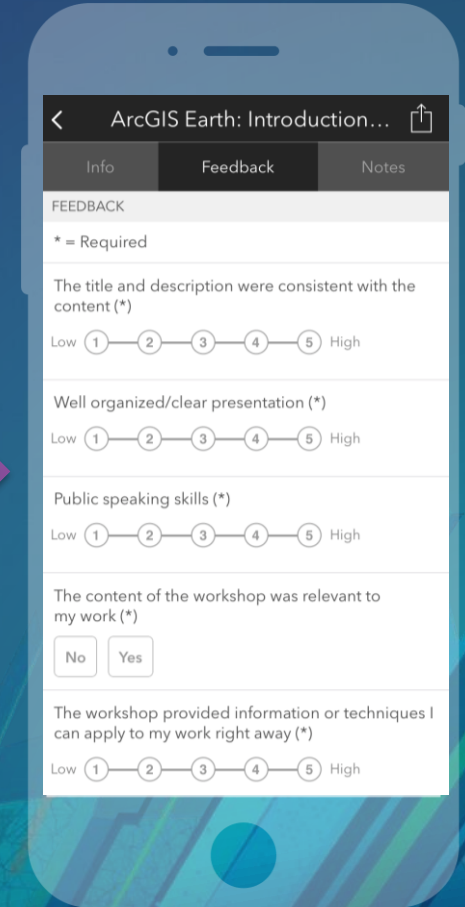 ArcGIS Earth: Introduction...
Info Feedback Notes
FEEDBACK
* = Required
The title and description were consistent with the
content (*)
Low 1 2 3 4 5 High
Well organized/clear presentation (*)
Low 1 2 3 4 5 High
Public speaking skills (*)
Low 1 2 3 4 5 High
The content of the workshop was relevant to
my work (*)
No Yes
The workshop provided information or techniques I
can apply to my work right away (*)
Low 1 2 3 4 5 High